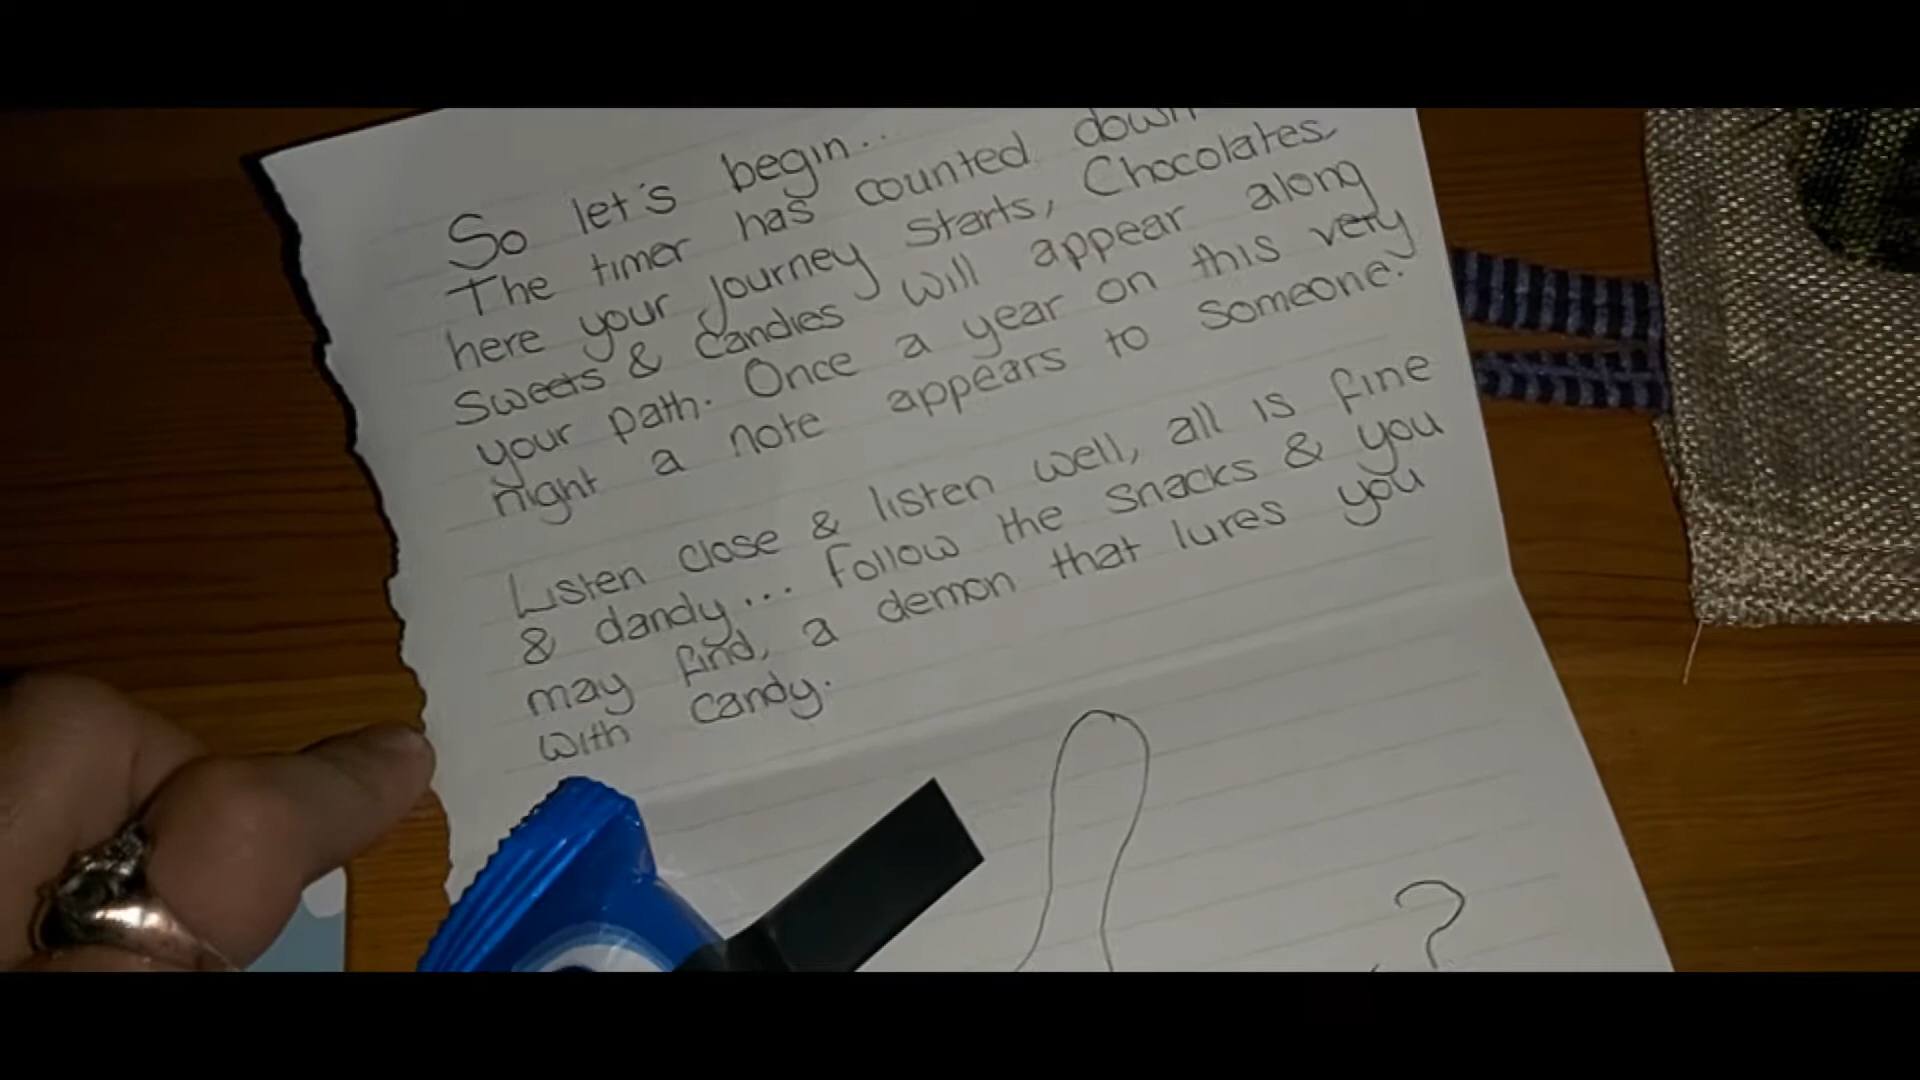 So let's begin..
The timer has counted down
here your journey starts, Chocolates
Sweets & Candies will appear along
your path. Once a year on this very
night a note appears to someone.
Listen close & listen well, all is fine
& dandy... Follow the snacks & you
may find, a demon that lures you
with candy.
?